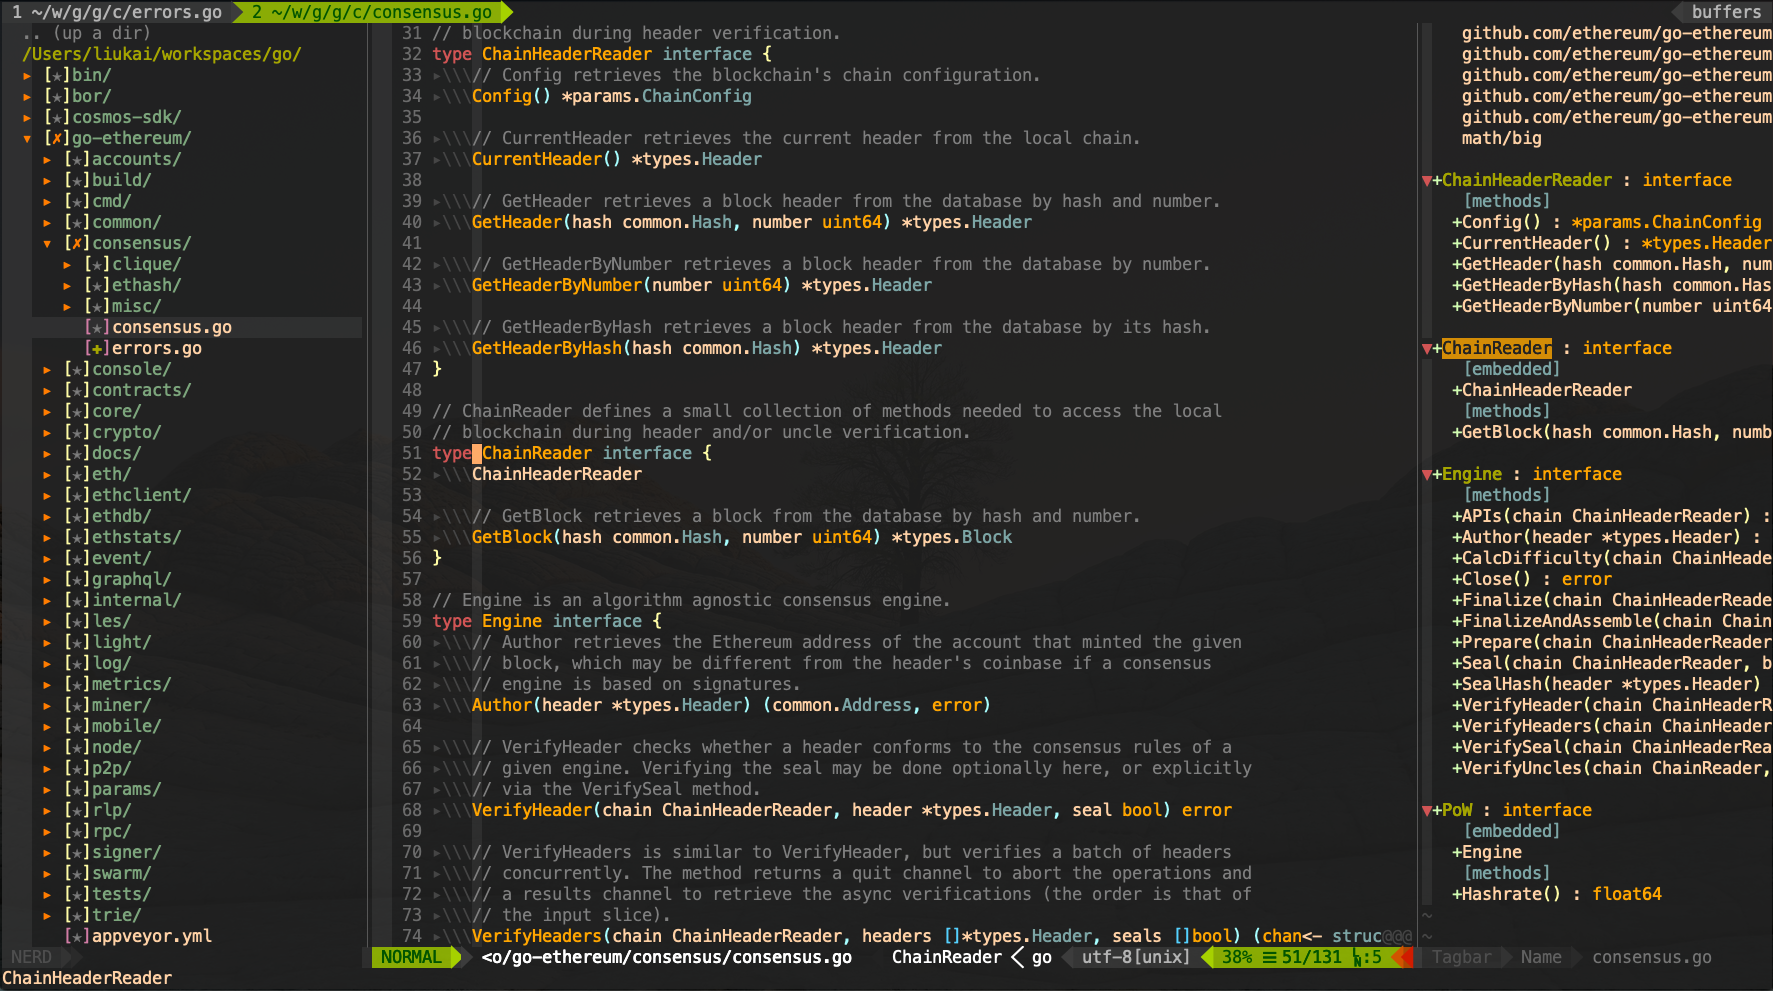 1 ~/w/g/g/c/errors.go 2 ~/w/g/g/c/consensus.go buffers
.. (up a dir)
/Users/liukai/workspaces/go/
▸ [★]bin/
▸ [★]bor/
▸ [★]cosmos-sdk/
▾ [✗]go-ethereum/
▸ [★]accounts/
▸ [★]build/
▸ [★]cmd/
▸ [★]common/
▾ [✗]consensus/
▸ [★]clique/
▸ [★]ethash/
▸ [★]misc/
[★]consensus.go
[+]errors.go
▸ [★]console/
▸ [★]contracts/
▸ [★]core/
▸ [★]crypto/
▸ [★]docs/
▸ [★]eth/
▸ [★]ethclient/
▸ [★]ethdb/
▸ [★]ethstats/
▸ [★]event/
▸ [★]graphql/
▸ [★]internal/
▸ [★]les/
▸ [★]light/
▸ [★]log/
▸ [★]metrics/
▸ [★]miner/
▸ [★]mobile/
▸ [★]node/
▸ [★]p2p/
▸ [★]params/
▸ [★]rlp/
▸ [★]rpc/
▸ [★]signer/
▸ [★]swarm/
▸ [★]tests/
▸ [★]trie/
[★]appveyor.yml
31 // blockchain during header verification.
32 type ChainHeaderReader interface {
33 ▸\\\// Config retrieves the blockchain's chain configuration.
34 ▸\\\Config() *params.ChainConfig
35
36 ▸\\\// CurrentHeader retrieves the current header from the local chain.
37 ▸\\\CurrentHeader() *types.Header
38
39 ▸\\\// GetHeader retrieves a block header from the database by hash and number.
40 ▸\\\GetHeader(hash common.Hash, number uint64) *types.Header
41
42 ▸\\\// GetHeaderByNumber retrieves a block header from the database by number.
43 ▸\\\GetHeaderByNumber(number uint64) *types.Header
44
45 ▸\\\// GetHeaderByHash retrieves a block header from the database by its hash.
46 ▸\\\GetHeaderByHash(hash common.Hash) *types.Header
47 }
48
49 // ChainReader defines a small collection of methods needed to access the local
50 // blockchain during header and/or uncle verification.
51 type ChainReader interface {
52 ▸\\\ChainHeaderReader
53
54 ▸\\\// GetBlock retrieves a block from the database by hash and number.
55 ▸\\\GetBlock(hash common.Hash, number uint64) *types.Block
56 }
57
58 // Engine is an algorithm agnostic consensus engine.
59 type Engine interface {
60 ▸\\\// Author retrieves the Ethereum address of the account that minted the given
61 ▸\\\// block, which may be different from the header's coinbase if a consensus
62 ▸\\\// engine is based on signatures.
63 ▸\\\Author(header *types.Header) (common.Address, error)
64
65 ▸\\\// VerifyHeader checks whether a header conforms to the consensus rules of a
66 ▸\\\// given engine. Verifying the seal may be done optionally here, or explicitly
67 ▸\\\// via the VerifySeal method.
68 ▸\\\VerifyHeader(chain ChainHeaderReader, header *types.Header, seal bool) error
69
70 ▸\\\// VerifyHeaders is similar to VerifyHeader, but verifies a batch of headers
71 ▸\\\// concurrently. The method returns a quit channel to abort the operations and
72 ▸\\\// a results channel to retrieve the async verifications (the order is that of
73 ▸\\\// the input slice).
74 ▸\\\VerifyHeaders(chain ChainHeaderReader, headers []*types.Header, seals []bool) (chan<- struc@@@
github.com/ethereum/go-ethereum
github.com/ethereum/go-ethereum
github.com/ethereum/go-ethereum
github.com/ethereum/go-ethereum
github.com/ethereum/go-ethereum
math/big
▼+ChainHeaderReader : interface
[methods]
+Config() : *params.ChainConfig
+CurrentHeader() : *types.Header
+GetHeader(hash common.Hash, num
+GetHeaderByHash(hash common.Has
+GetHeaderByNumber(number uint64
▼+ChainReader : interface
[embedded]
+ChainHeaderReader
[methods]
+GetBlock(hash common.Hash, numb
▼+Engine : interface
[methods]
+APIs(chain ChainHeaderReader) :
+Author(header *types.Header) :
+CalcDifficulty(chain ChainHeade
+Close() : error
+Finalize(chain ChainHeaderReade
+FinalizeAndAssemble(chain Chain
+Prepare(chain ChainHeaderReader
+Seal(chain ChainHeaderReader, b
+SealHash(header *types.Header)
+VerifyHeader(chain ChainHeaderR
+VerifyHeaders(chain ChainHeader
+VerifySeal(chain ChainHeaderRea
+VerifyUncles(chain ChainReader,
▼+PoW : interface
[embedded]
+Engine
[methods]
+Hashrate() : float64
~
~
NERD NORMAL <o/go-ethereum/consensus/consensus.go ChainReader < go utf-8[unix] 38% ☰ 51/131 ㏑:5 Tagbar Name consensus.go
ChainHeaderReader